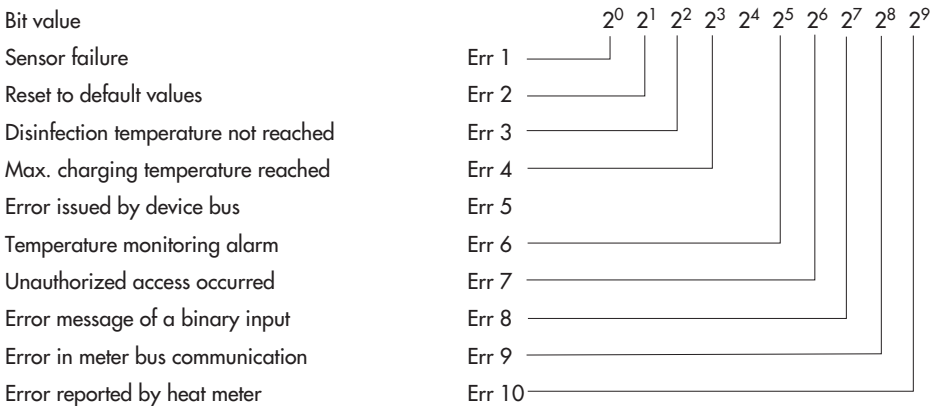 Bit value 2⁰ 2¹ 2² 2³ 2⁴ 2⁵ 2⁶ 2⁷ 2⁸ 2⁹
Sensor failure Err 1
Reset to default values Err 2
Disinfection temperature not reached Err 3
Max. charging temperature reached Err 4
Error issued by device bus Err 5
Temperature monitoring alarm Err 6
Unauthorized access occurred Err 7
Error message of a binary input Err 8
Error in meter bus communication Err 9
Error reported by heat meter Err 10